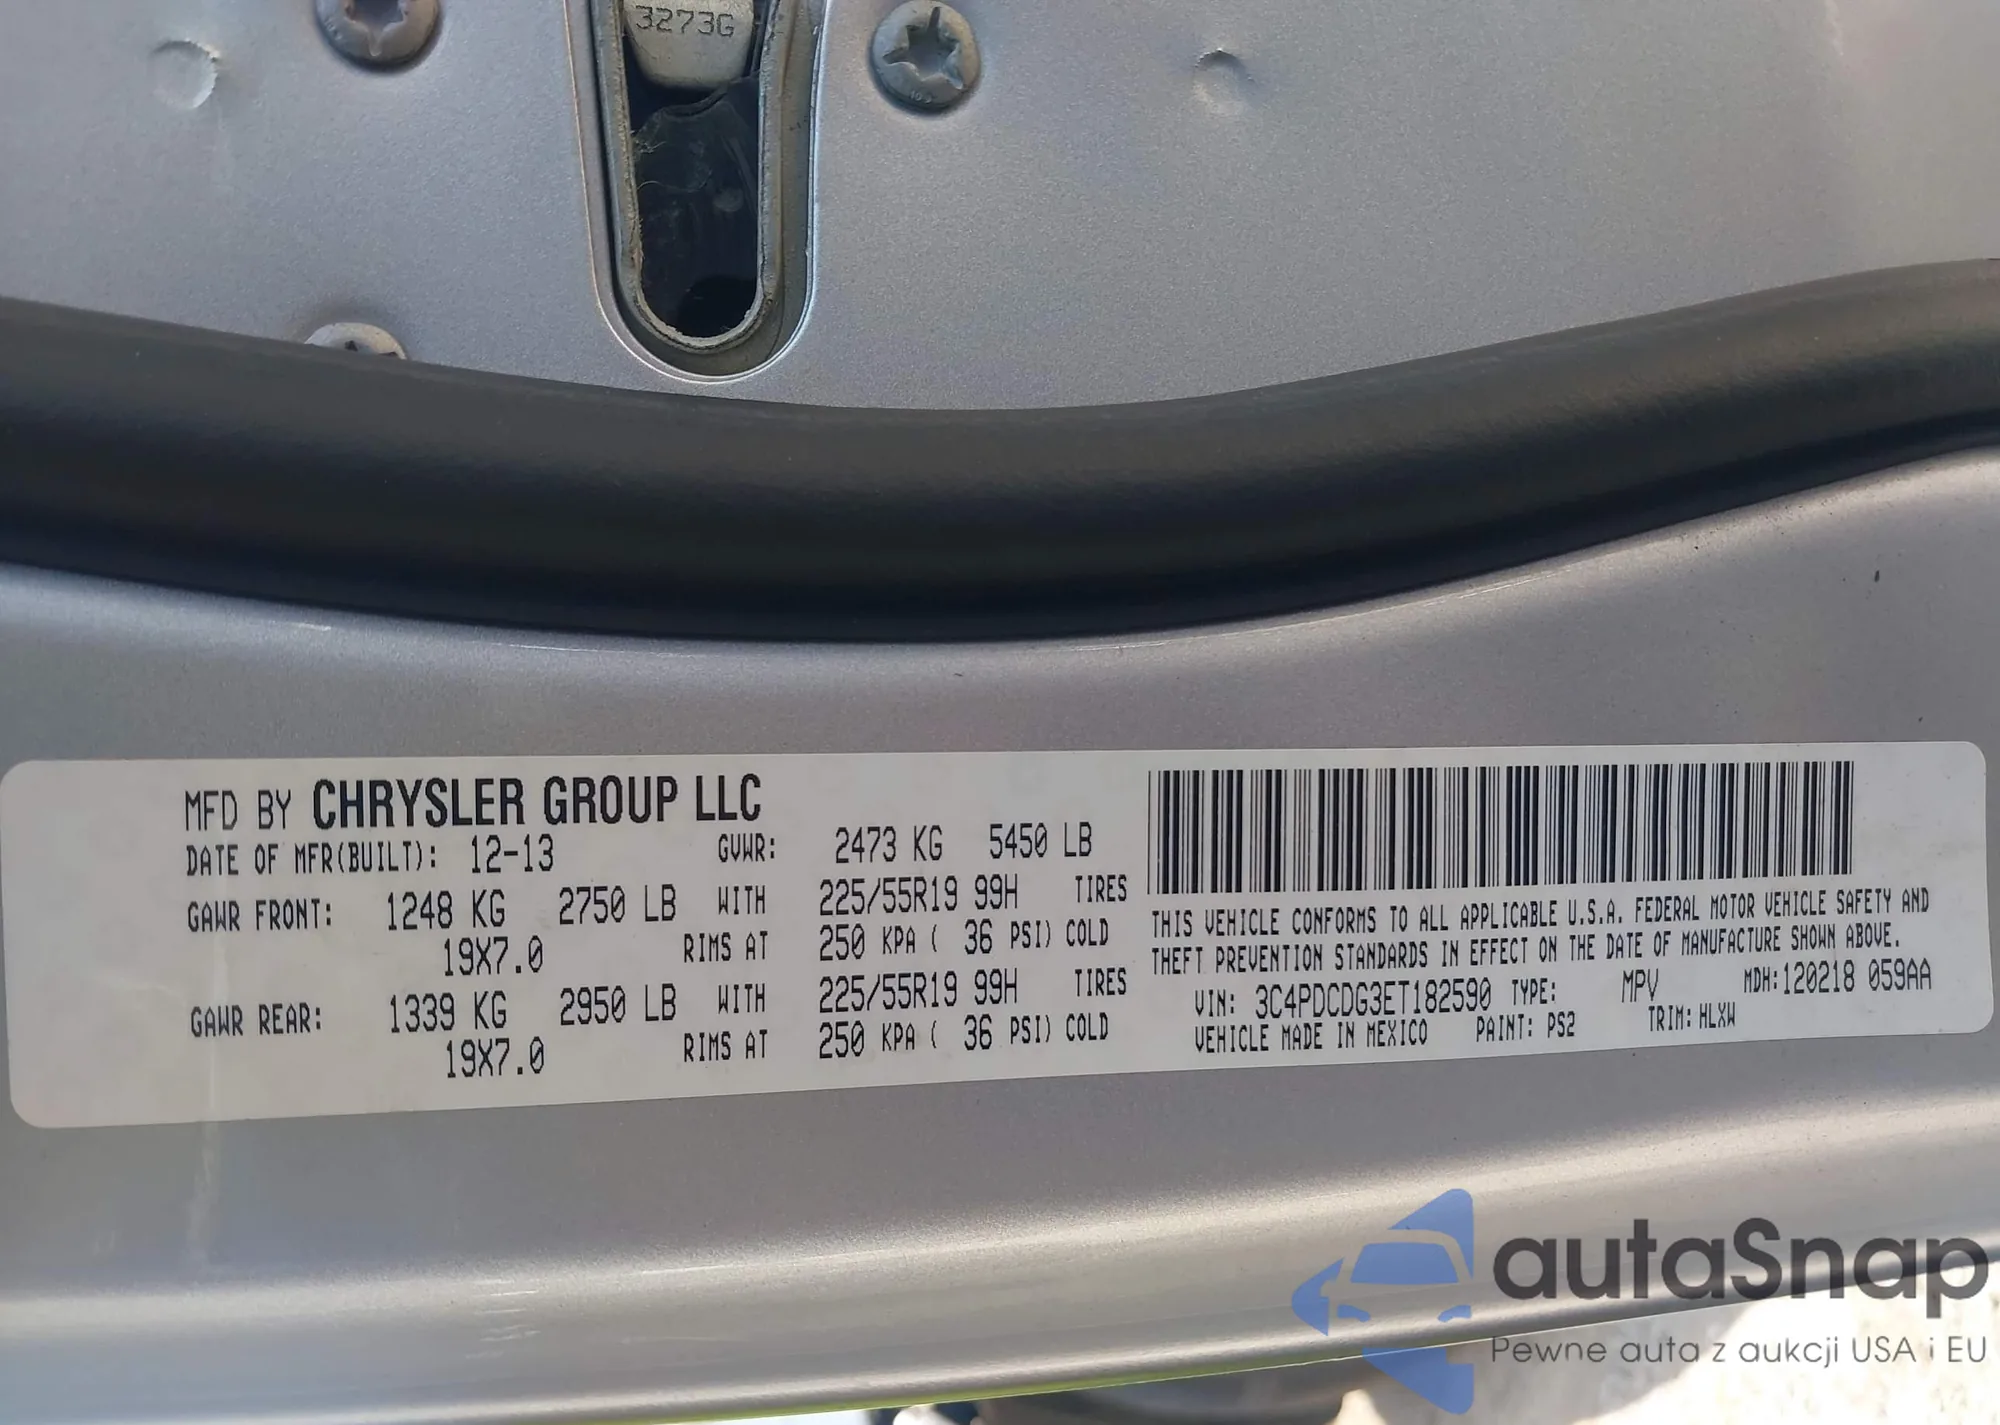 3273G
MFD BY CHRYSLER GROUP LLC
DATE OF MFR(BUILT): 12-13 GVWR: 2473 KG 5450 LB
GAWR FRONT: 1248 KG 2750 LB WITH 225/55R19 99H TIRES
19X7.0 RIMS AT 250 KPA ( 36 PSI) COLD
GAWR REAR: 1339 KG 2950 LB WITH 225/55R19 99H TIRES
19X7.0 RIMS AT 250 KPA ( 36 PSI) COLD
THIS VEHICLE CONFORMS TO ALL APPLICABLE U.S.A. FEDERAL MOTOR VEHICLE SAFETY AND
THEFT PREVENTION STANDARDS IN EFFECT ON THE DATE OF MANUFACTURE SHOWN ABOVE.
VIN: 3C4PDCDG3ET182590 TYPE: MPV MDH:120218 059AA
VEHICLE MADE IN MEXICO PAINT: PS2 TRIM: HLXW
autaSnap
Pewne auta z aukcji USA i EU